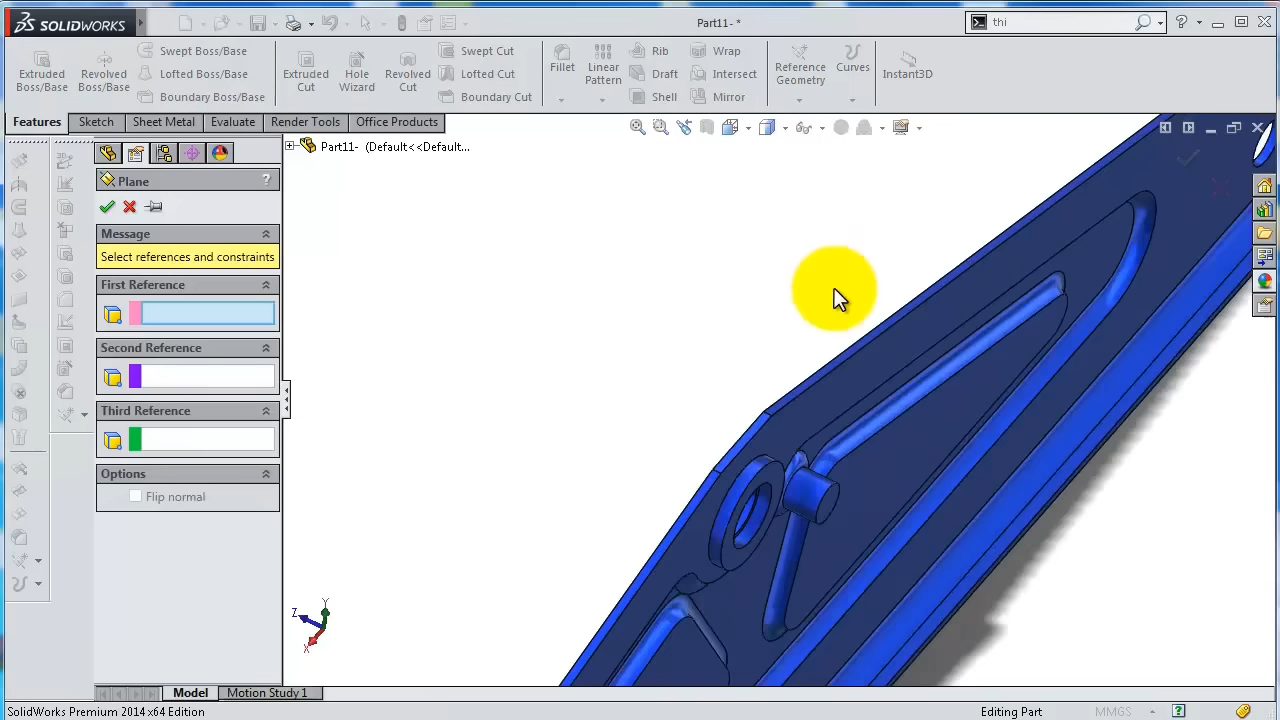 SOLIDWORKS
Part11- *
thi
Extruded Boss/Base
Revolved Boss/Base
Swept Boss/Base
Lofted Boss/Base
Boundary Boss/Base
Extruded Cut
Hole Wizard
Revolved Cut
Swept Cut
Lofted Cut
Boundary Cut
Fillet
Linear Pattern
Rib
Draft
Shell
Wrap
Intersect
Mirror
Reference Geometry
Curves
Instant3D
Features
Sketch
Sheet Metal
Evaluate
Render Tools
Office Products
Part11- (Default<<Default...
Plane
?
Message
Select references and constraints
First Reference
Second Reference
Third Reference
Options
Flip normal
Y
Z
X
Model
Motion Study 1
SolidWorks Premium 2014 x64 Edition
Editing Part
MMGS